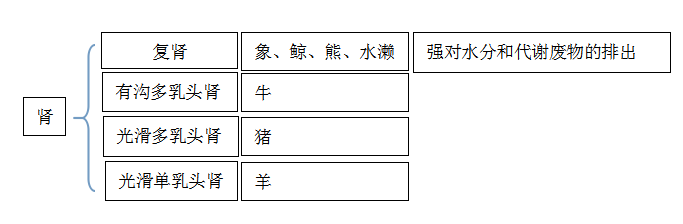 肾
复肾
象、鲸、熊、水濑
强对水分和代谢废物的排出
有沟多乳头肾
牛
光滑多乳头肾
猪
光滑单乳头肾
羊